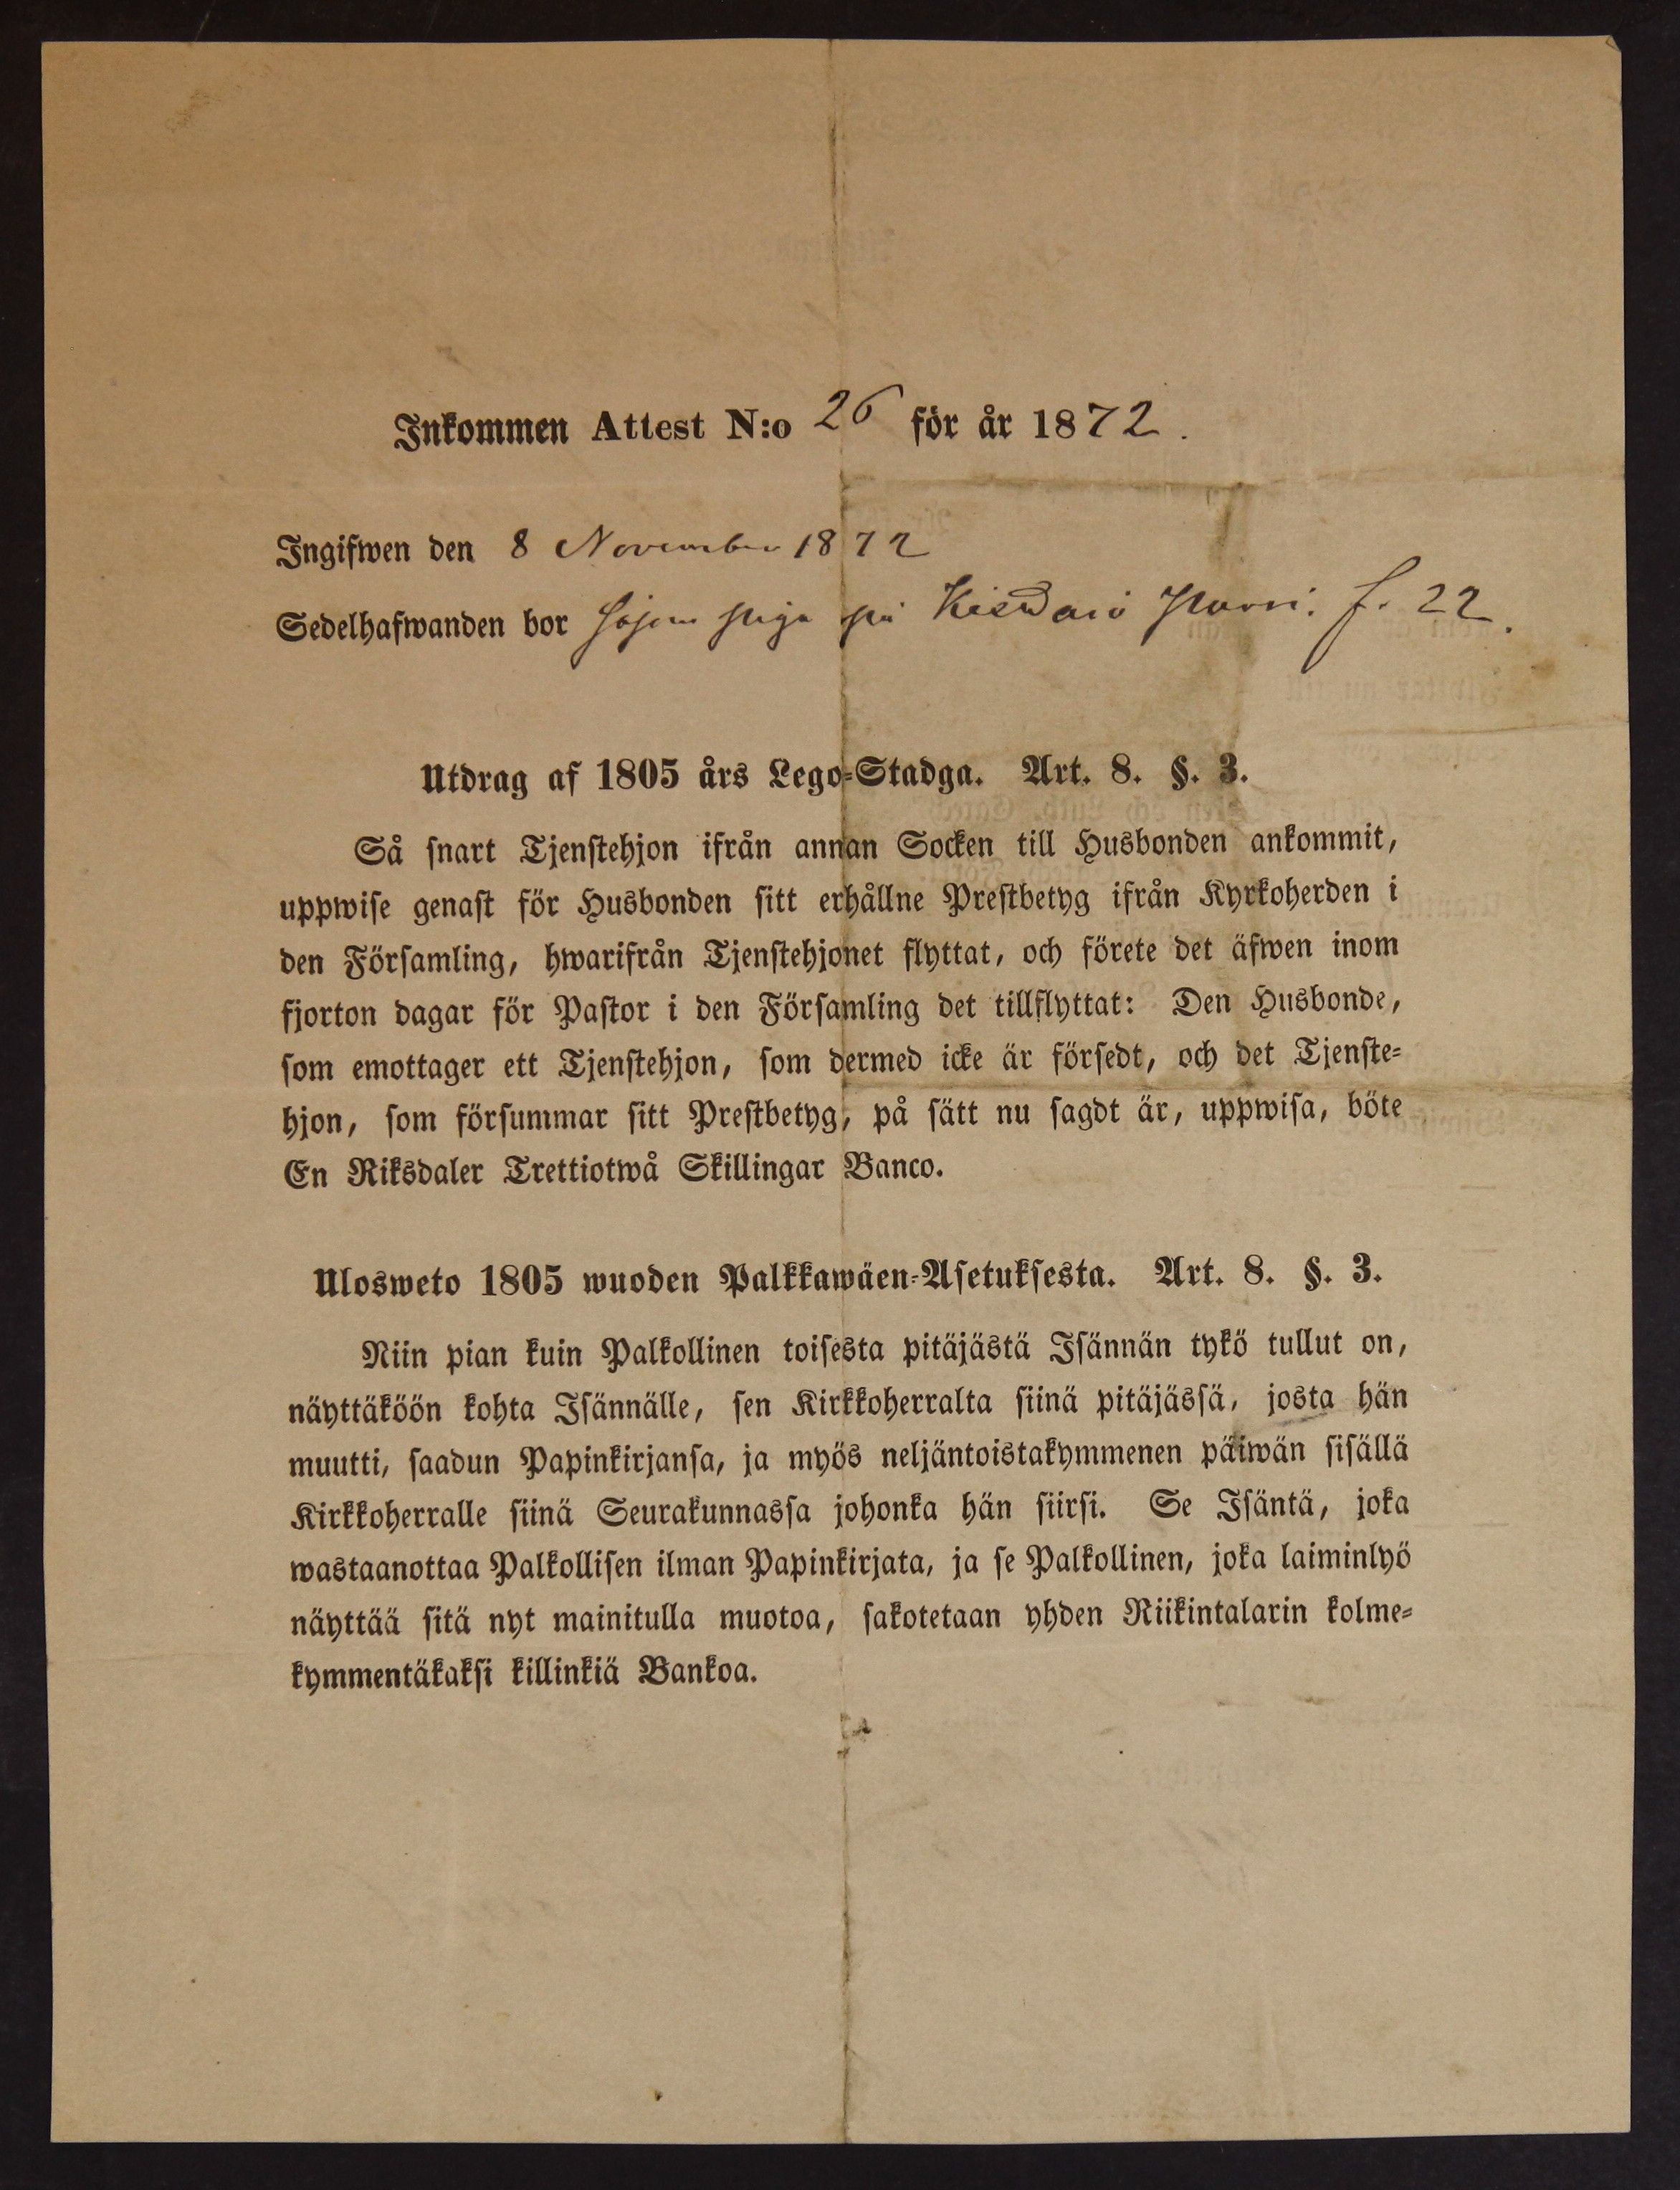 Inkommen Attest N:o 26 för år 1872.
Ingifwen den 8 November 1872
Sedelhafwanden bor såsom piga på f. 22.
Utdrag af 1805 års Lego-Stadga. Art. 8. §. 3.
Så snart Tjenstehjon ifrån annan Socken till Husbonden ankommit,
uppwise genast för Husbonden sitt erhållne Prestbetyg ifrån Kyrkoherden i
den Församling, hwarifrån Tjenstehjonet flyttat, och förete det äfwen inom
fjorton dagar för Pastor i den Församling det tillflyttat: Den Husbonde,
som emottager ett Tjenstehjon, som dermed icke är försedt, och det Tjenste-
hjon, som försummar sitt Prestbetyg, på sätt nu sagdt är, uppwisa, böte
En Riksdaler Trettiotwå Skillingar Banco.
Ulosweto 1805 wuoden Palkkawäen-Asetuksesta. Art. 8. §. 3.
Niin pian kuin Palkollinen toisesta pitäjästä Isännän tykö tullut on,
näyttäköön kohta Isännälle, sen Kirkkoherralta siinä pitäjässä, josta hän
muutti, saadun Papinkirjansa, ja myös neljäntoistakymmenen päiwän sisällä
Kirkkoherralle siinä Seurakunnassa johonka hän siirsi. Se Isäntä, joka
wastaanottaa Palkollisen ilman Papinkirjata, ja se Palkollinen, joka laiminlyö
näyttää sitä nyt mainitulla muotoa, sakotetaan yhden Riikintalarin kolme-
kymmentäkaksi killinkiä Bankoa.